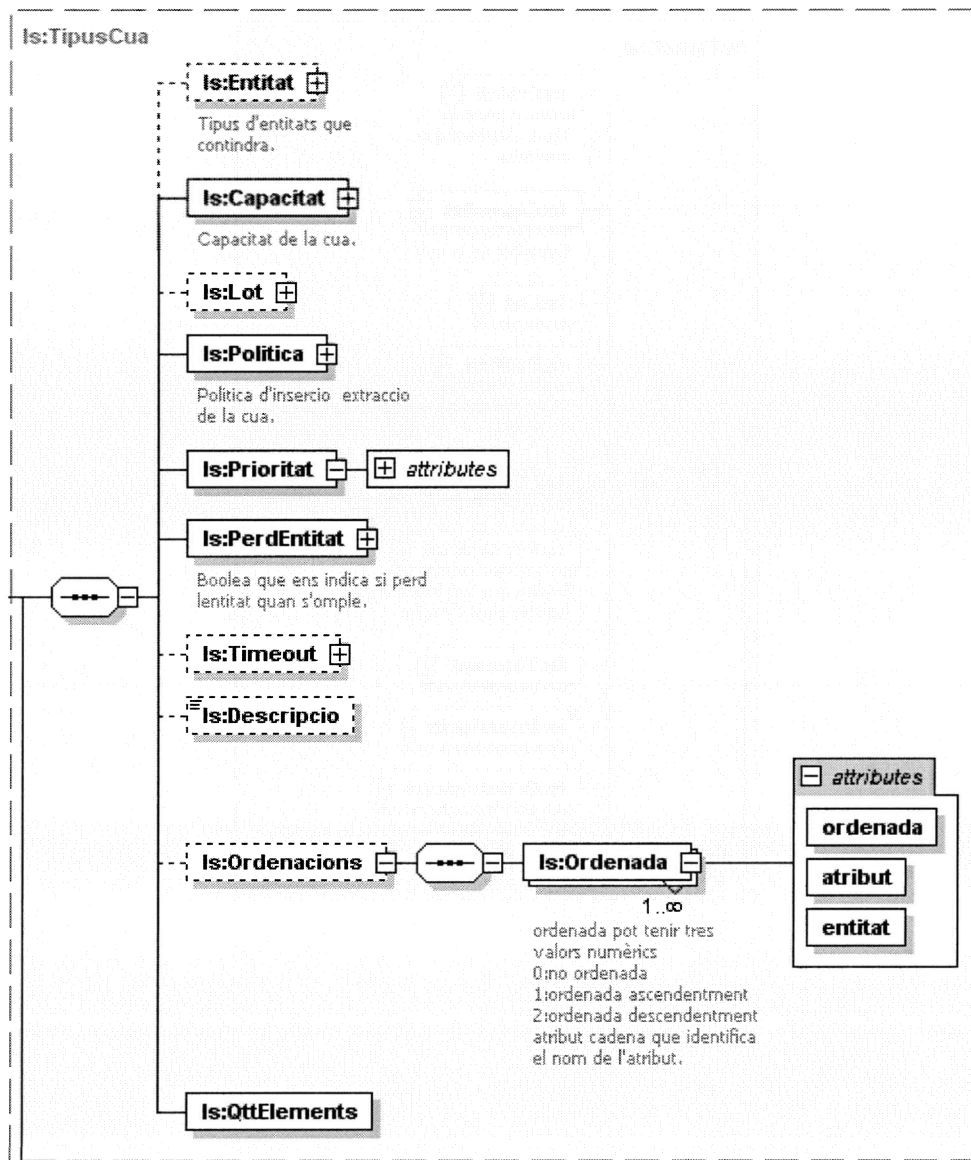 ls:TipusCua
ls:Entitat
Tipus d'entitats que
contindra.
ls:Capacitat
Capacitat de la cua.
ls:Lot
ls:Politica
Politica d'insercio extraccio
de la cua.
ls:Prioritat
attributes
ls:PerdEntitat
Boolea que ens indica si perd
lentitat quan s'omple.
ls:Timeout
ls:Descripcio
attributes
ordenada
ls:Ordenacions
ls:Ordenada
atribut
1..∞
entitat
ordenada pot tenir tres
valors numèrics
0:no ordenada
1:ordenada ascendentment
2:ordenada descendentment
atribut cadena que identifica
el nom de l'atribut.
ls:QttElements